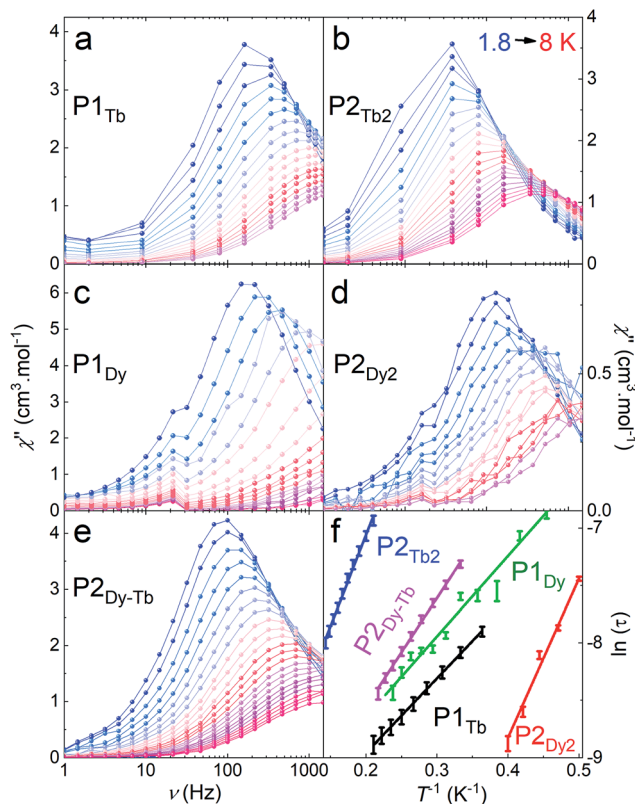 a
P1Tb
4
3
2
1
0
b
P2Tb2
1.8 → 8 K
4
3
2
1
0
c
P1Dy
6
5
4
3
2
1
0
χ'' (cm³.mol⁻¹)
d
P2Dy2
0.5
0.0
χ'' (cm³.mol⁻¹)
e
P2Dy-Tb
4
3
2
1
0
1 10 100 1000
ν (Hz)
f
P2Tb2
P2Dy-Tb
P1Dy
P1Tb
P2Dy2
-7
-8
-9
ln (τ)
0.2 0.3 0.4 0.5
T⁻¹ (K⁻¹)